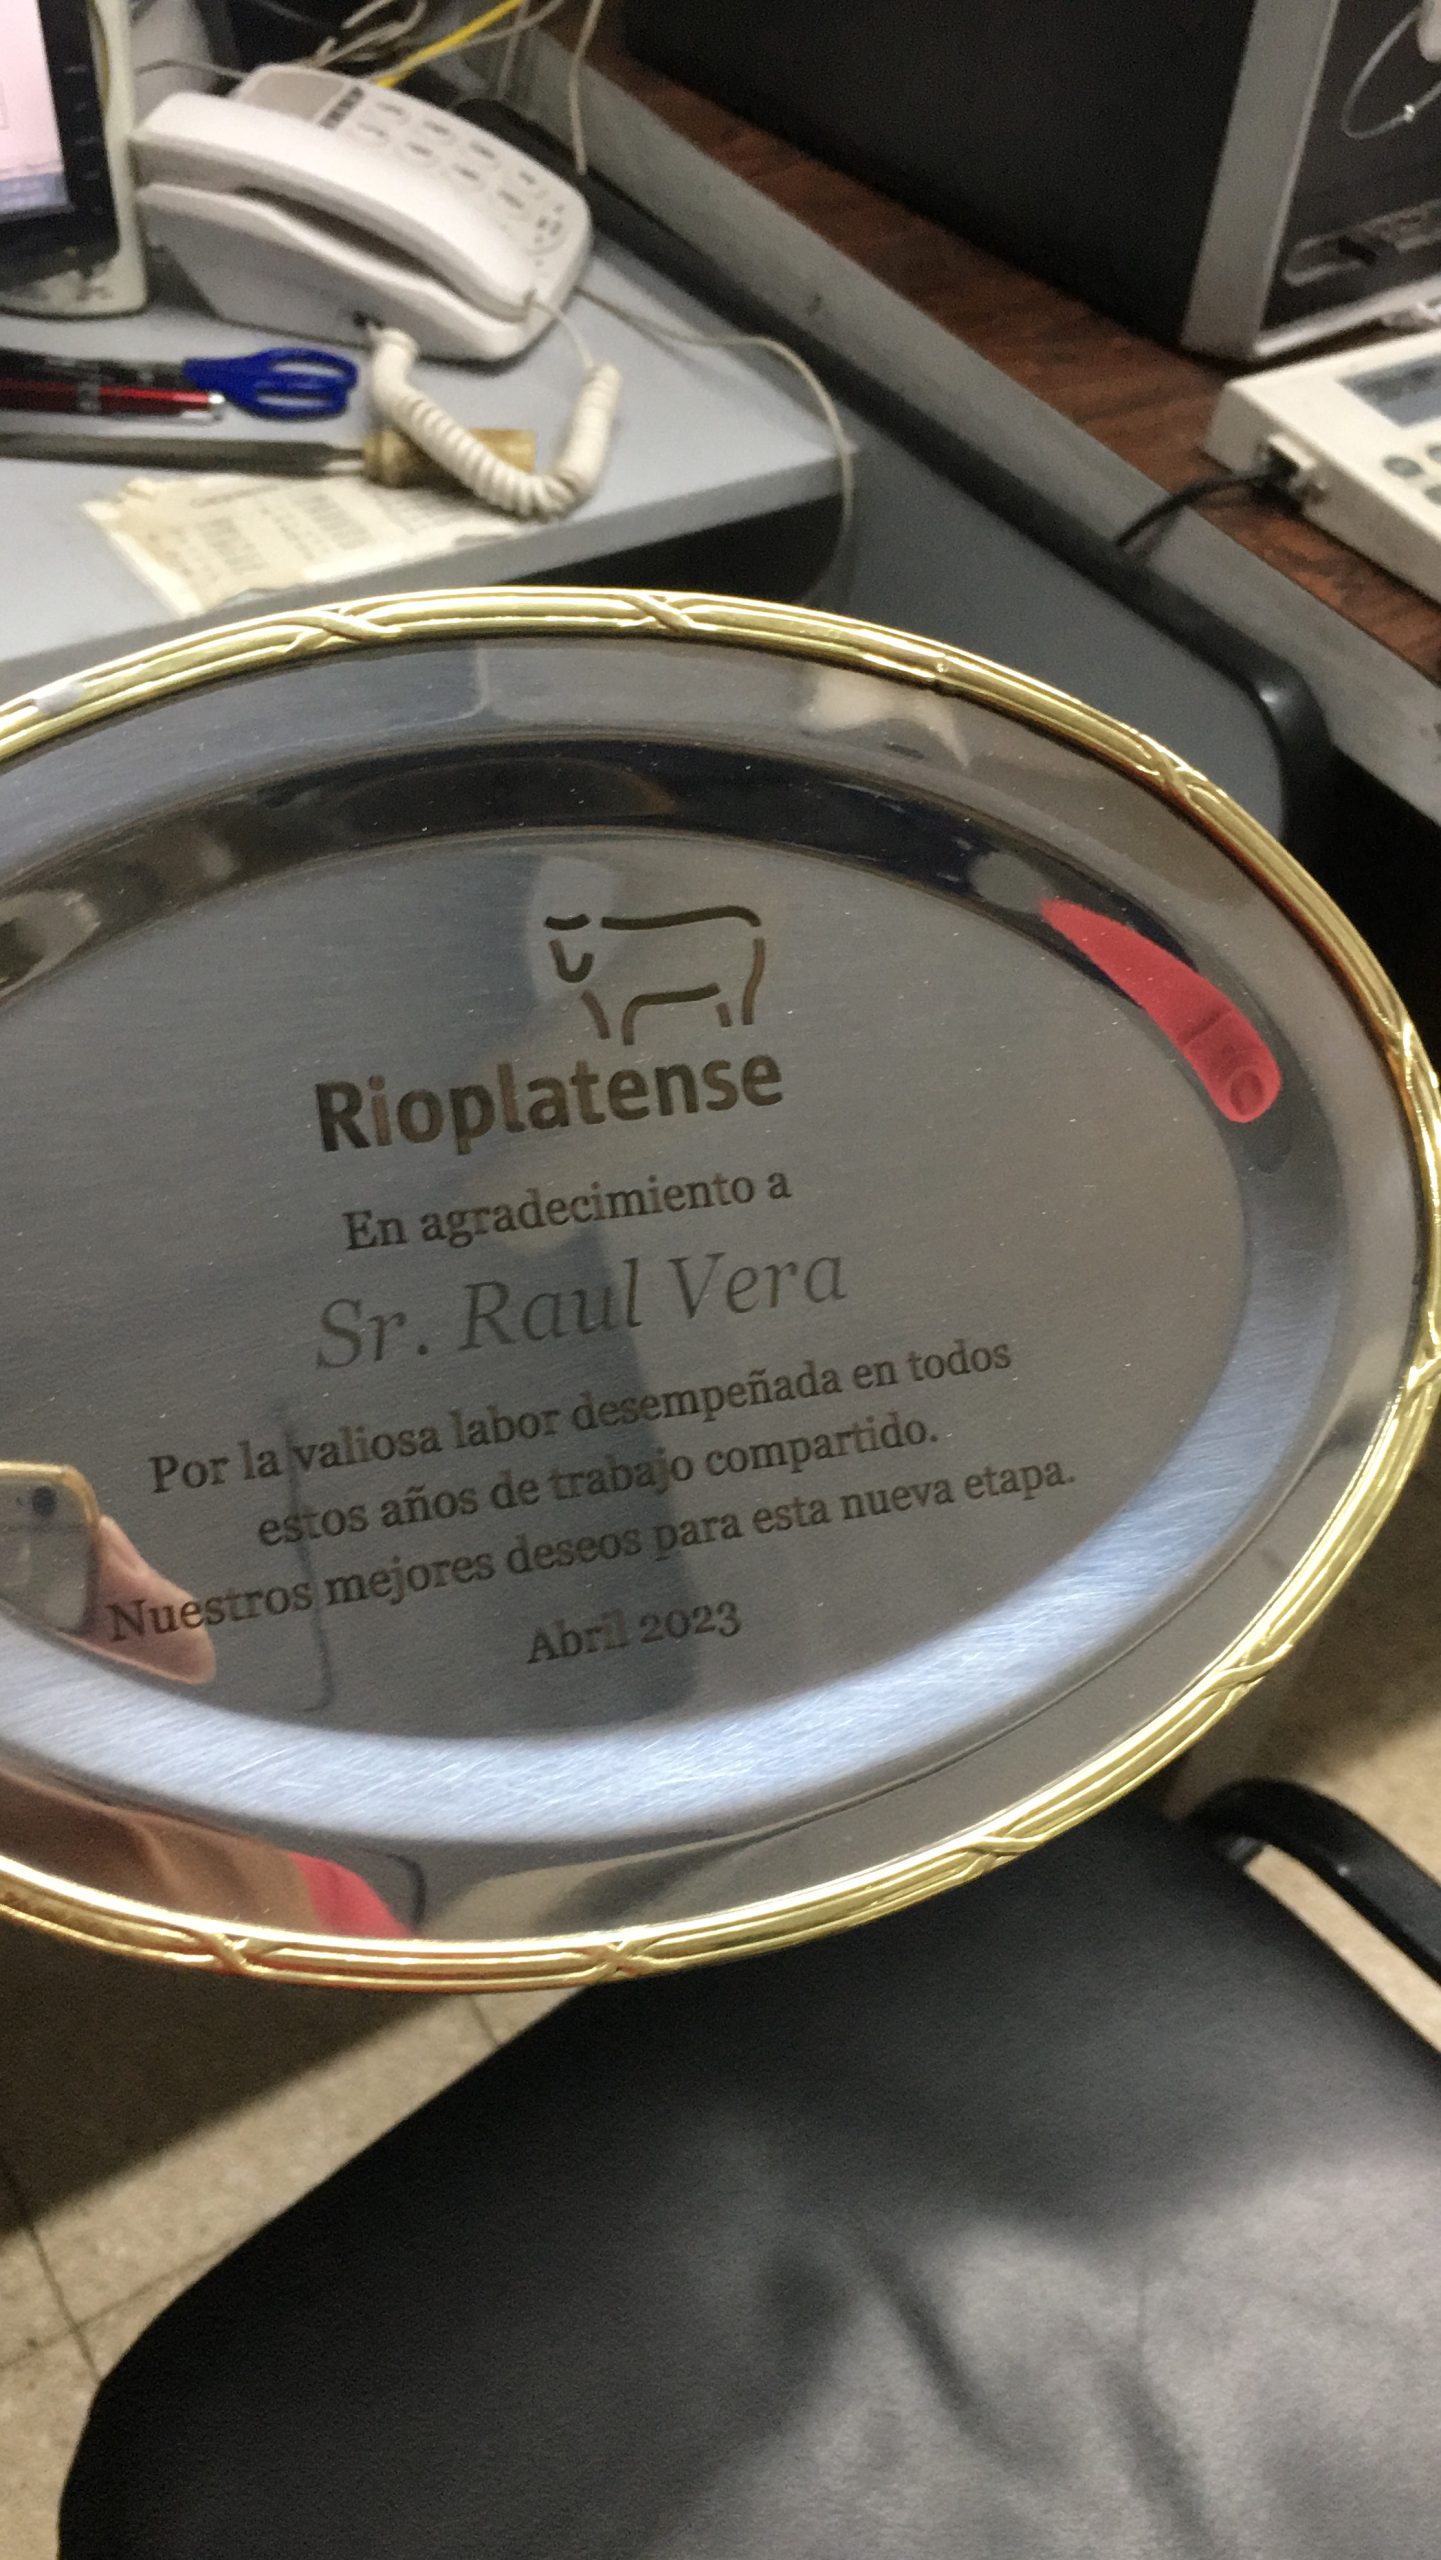 Rioplatense
En agradecimiento a
Sr. Raul Vera
Por la valiosa labor desempeñada en todos
estos años de trabajo compartido.
Nuestros mejores deseos para esta nueva etapa.
Abril 2023